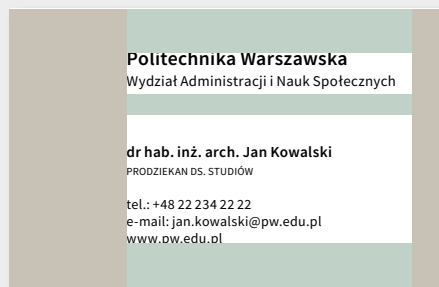 Politechnika Warszawska
Wydział Administracji i Nauk Społecznych
dr hab. inż. arch. Jan Kowalski
PRODZIEKAN DS. STUDIÓW
tel.: +48 22 234 22 22
e-mail: jan.kowalski@pw.edu.pl
www.pw.edu.pl